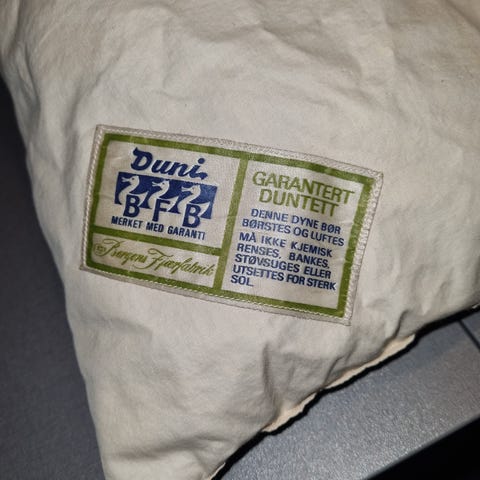 Duni
BFB
MERKET MED GARANTI
Bergens Fjærfabrik
GARANTERT
DUNTETT
DENNE DYNE BØR
BØRSTES OG LUFTES
MÅ IKKE KJEMISK
RENSES, BANKES,
STØVSUGES ELLER
UTSETTES FOR STERK
SOL.